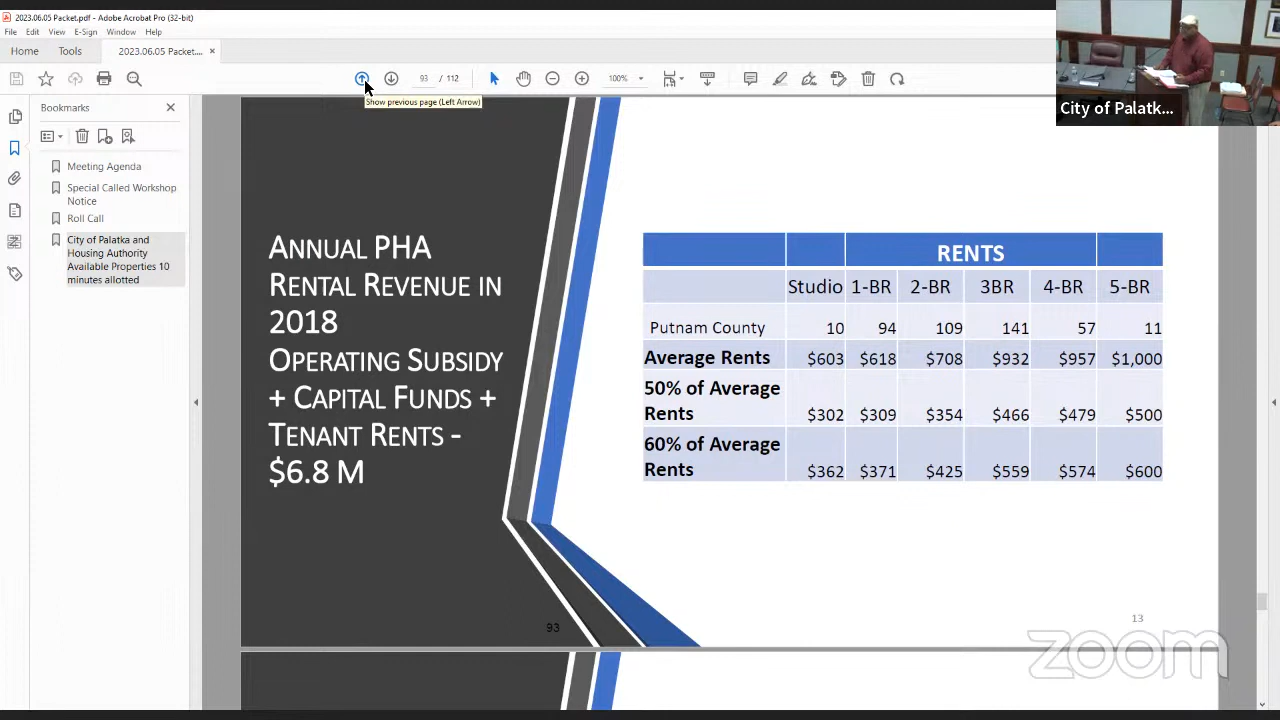 2023.06.05 Packet.pdf - Adobe Acrobat Pro (32-bit)
File Edit View E-Sign Window Help
Home Tools 2023.06.05 Packet.... ×
93 / 112 100%
Show previous page (Left Arrow)
City of Palatk...
Bookmarks
Meeting Agenda
Special Called Workshop
Notice
Roll Call
City of Palatka and
Housing Authority
Available Properties 10
minutes allotted
ANNUAL PHA
RENTAL REVENUE IN
2018
OPERATING SUBSIDY
+ CAPITAL FUNDS +
TENANT RENTS -
$6.8 M
RENTS
Studio 1-BR 2-BR 3BR 4-BR 5-BR
Putnam County 10 94 109 141 57 11
Average Rents $603 $618 $708 $932 $957 $1,000
50% of Average
Rents $302 $309 $354 $466 $479 $500
60% of Average
Rents $362 $371 $425 $559 $574 $600
93
13
zoom